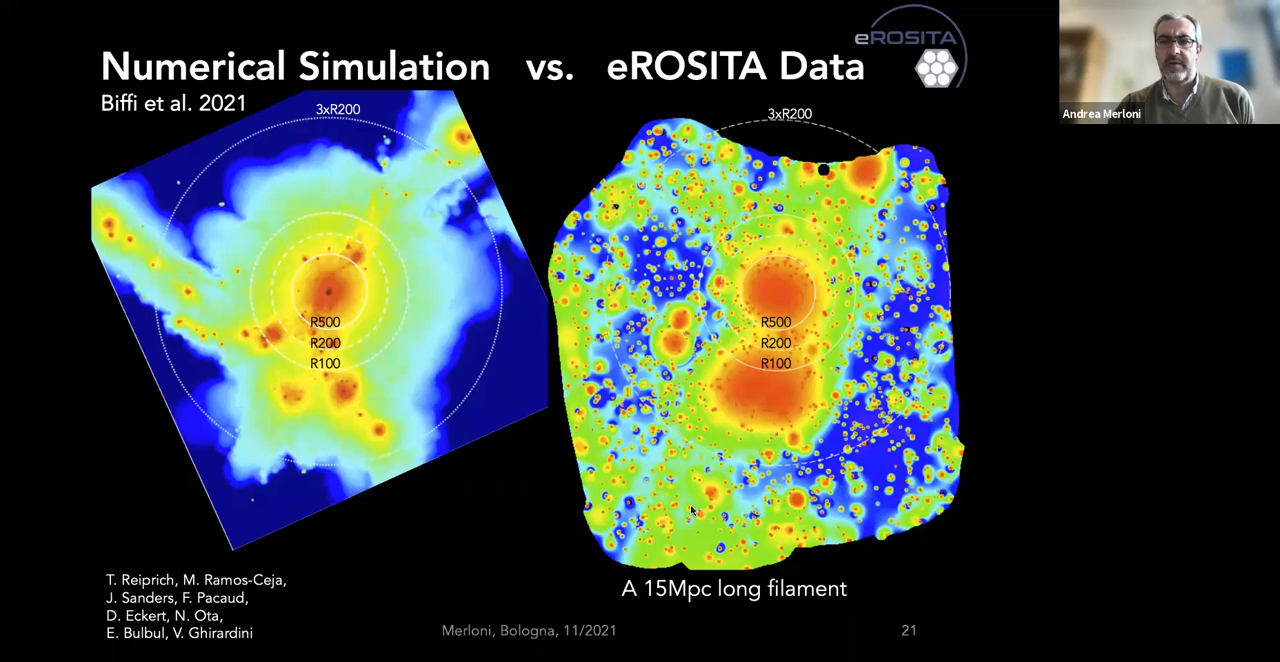 Numerical Simulation vs. eROSITA Data
eROSITA
Andrea Merloni
Biffi et al. 2021
3xR200
R500
R200
R100
3xR200
R500
R200
R100
A 15Mpc long filament
T. Reiprich, M. Ramos-Ceja,
J. Sanders, F. Pacaud,
D. Eckert, N. Ota,
E. Bulbul, V. Ghirardini
Merloni, Bologna, 11/2021
21